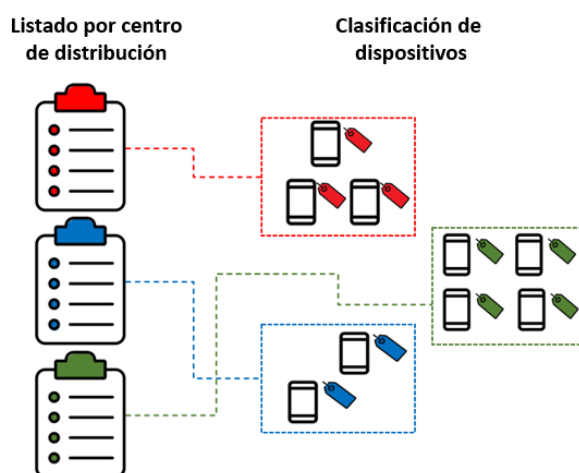 Listado por centro
de distribución
Clasificación de
dispositivos